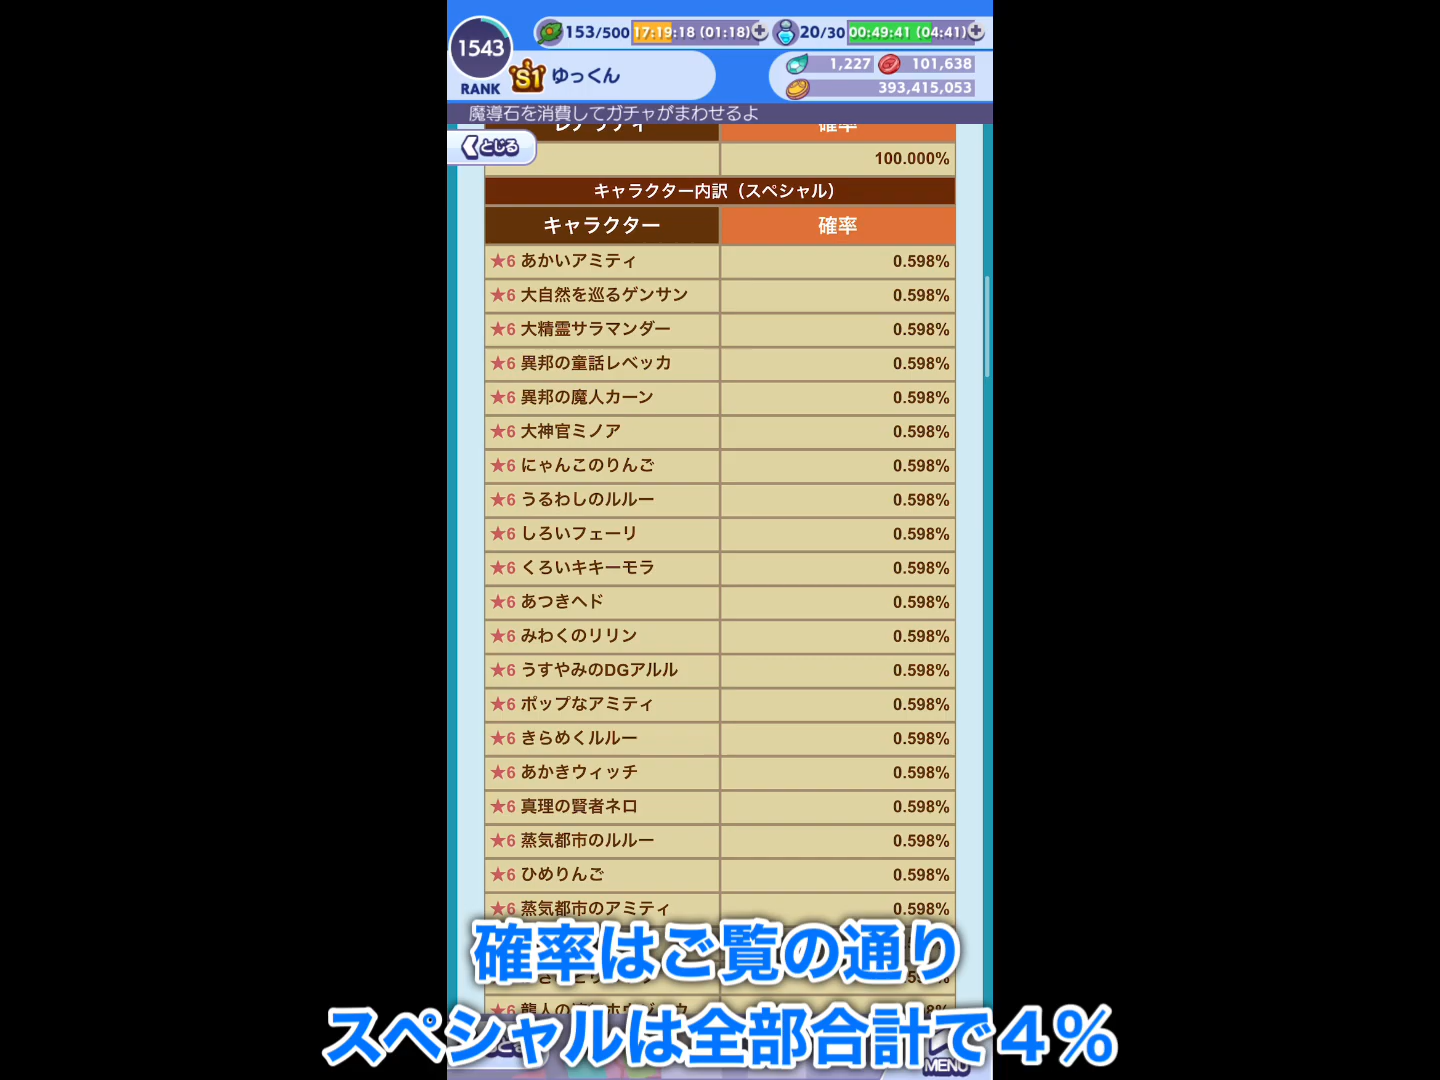 1543
RANK
153/500
17:19:18 (01:18)
20/30
00:49:41 (04:41)
S1
ゆっくん
1,227
101,638
393,415,053
魔導石を消費してガチャがまわせるよ
とじる
レアリティ 確率
100.000%
キャラクター内訳（スペシャル）
キャラクター 確率
★6 あかいアミティ 0.598%
★6 大自然を巡るゲンサン 0.598%
★6 大精霊サラマンダー 0.598%
★6 異邦の童話レベッカ 0.598%
★6 異邦の魔人カーン 0.598%
★6 大神官ミノア 0.598%
★6 にゃんこのりんご 0.598%
★6 うるわしのルルー 0.598%
★6 しろいフェーリ 0.598%
★6 くろいキキーモラ 0.598%
★6 あつきヘド 0.598%
★6 みわくのリリン 0.598%
★6 うすやみのDGアルル 0.598%
★6 ポップなアミティ 0.598%
★6 きらめくルルー 0.598%
★6 あかきウィッチ 0.598%
★6 真理の賢者ネロ 0.598%
★6 蒸気都市のルルー 0.598%
★6 ひめりんご 0.598%
★6 蒸気都市のアミティ 0.598%
確率はご覧の通り
スペシャルは全部合計で４％
MENU